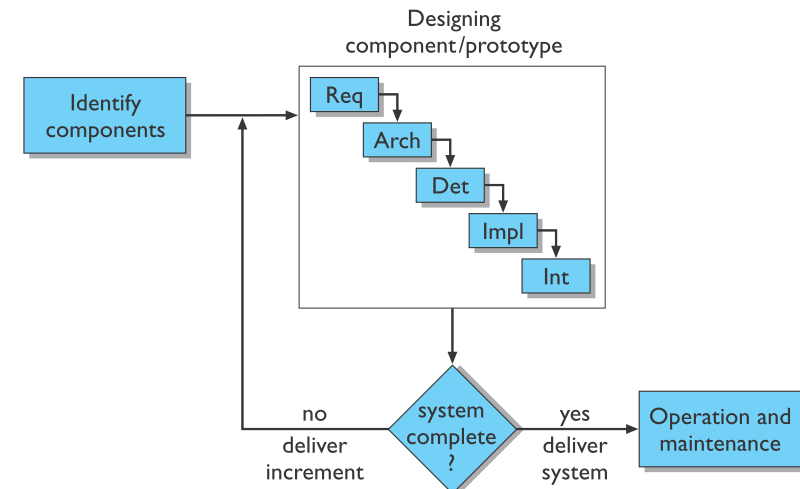 Designing
component/prototype
Identify
components
Req
Arch
Det
Impl
Int
no
deliver
increment
system
complete
?
yes
deliver
system
Operation and
maintenance